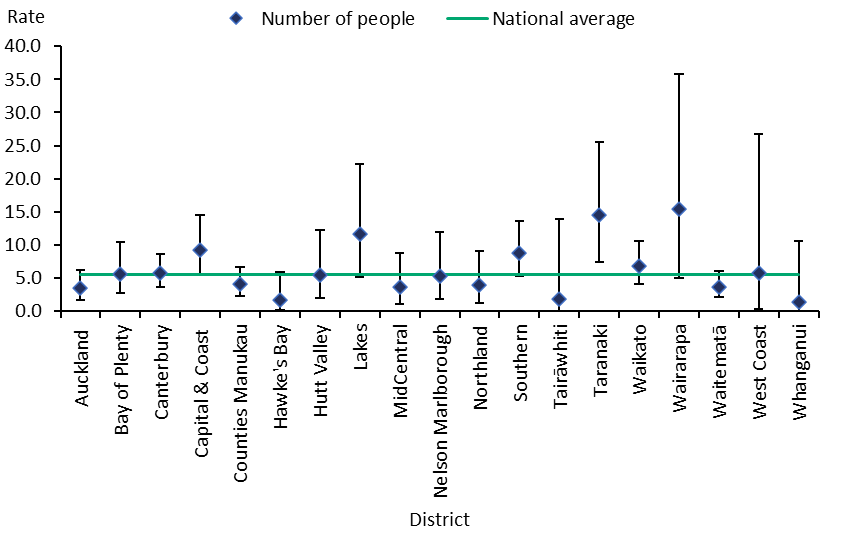 Rate
Number of people
National average
40.0
35.0
30.0
25.0
20.0
15.0
10.0
5.0
0.0
Auckland
Bay of Plenty
Canterbury
Capital & Coast
Counties Manukau
Hawke's Bay
Hutt Valley
Lakes
MidCentral
Nelson Marlborough
Northland
Southern
Tairāwhiti
Taranaki
Waikato
Wairarapa
Waitematā
West Coast
Whanganui
District